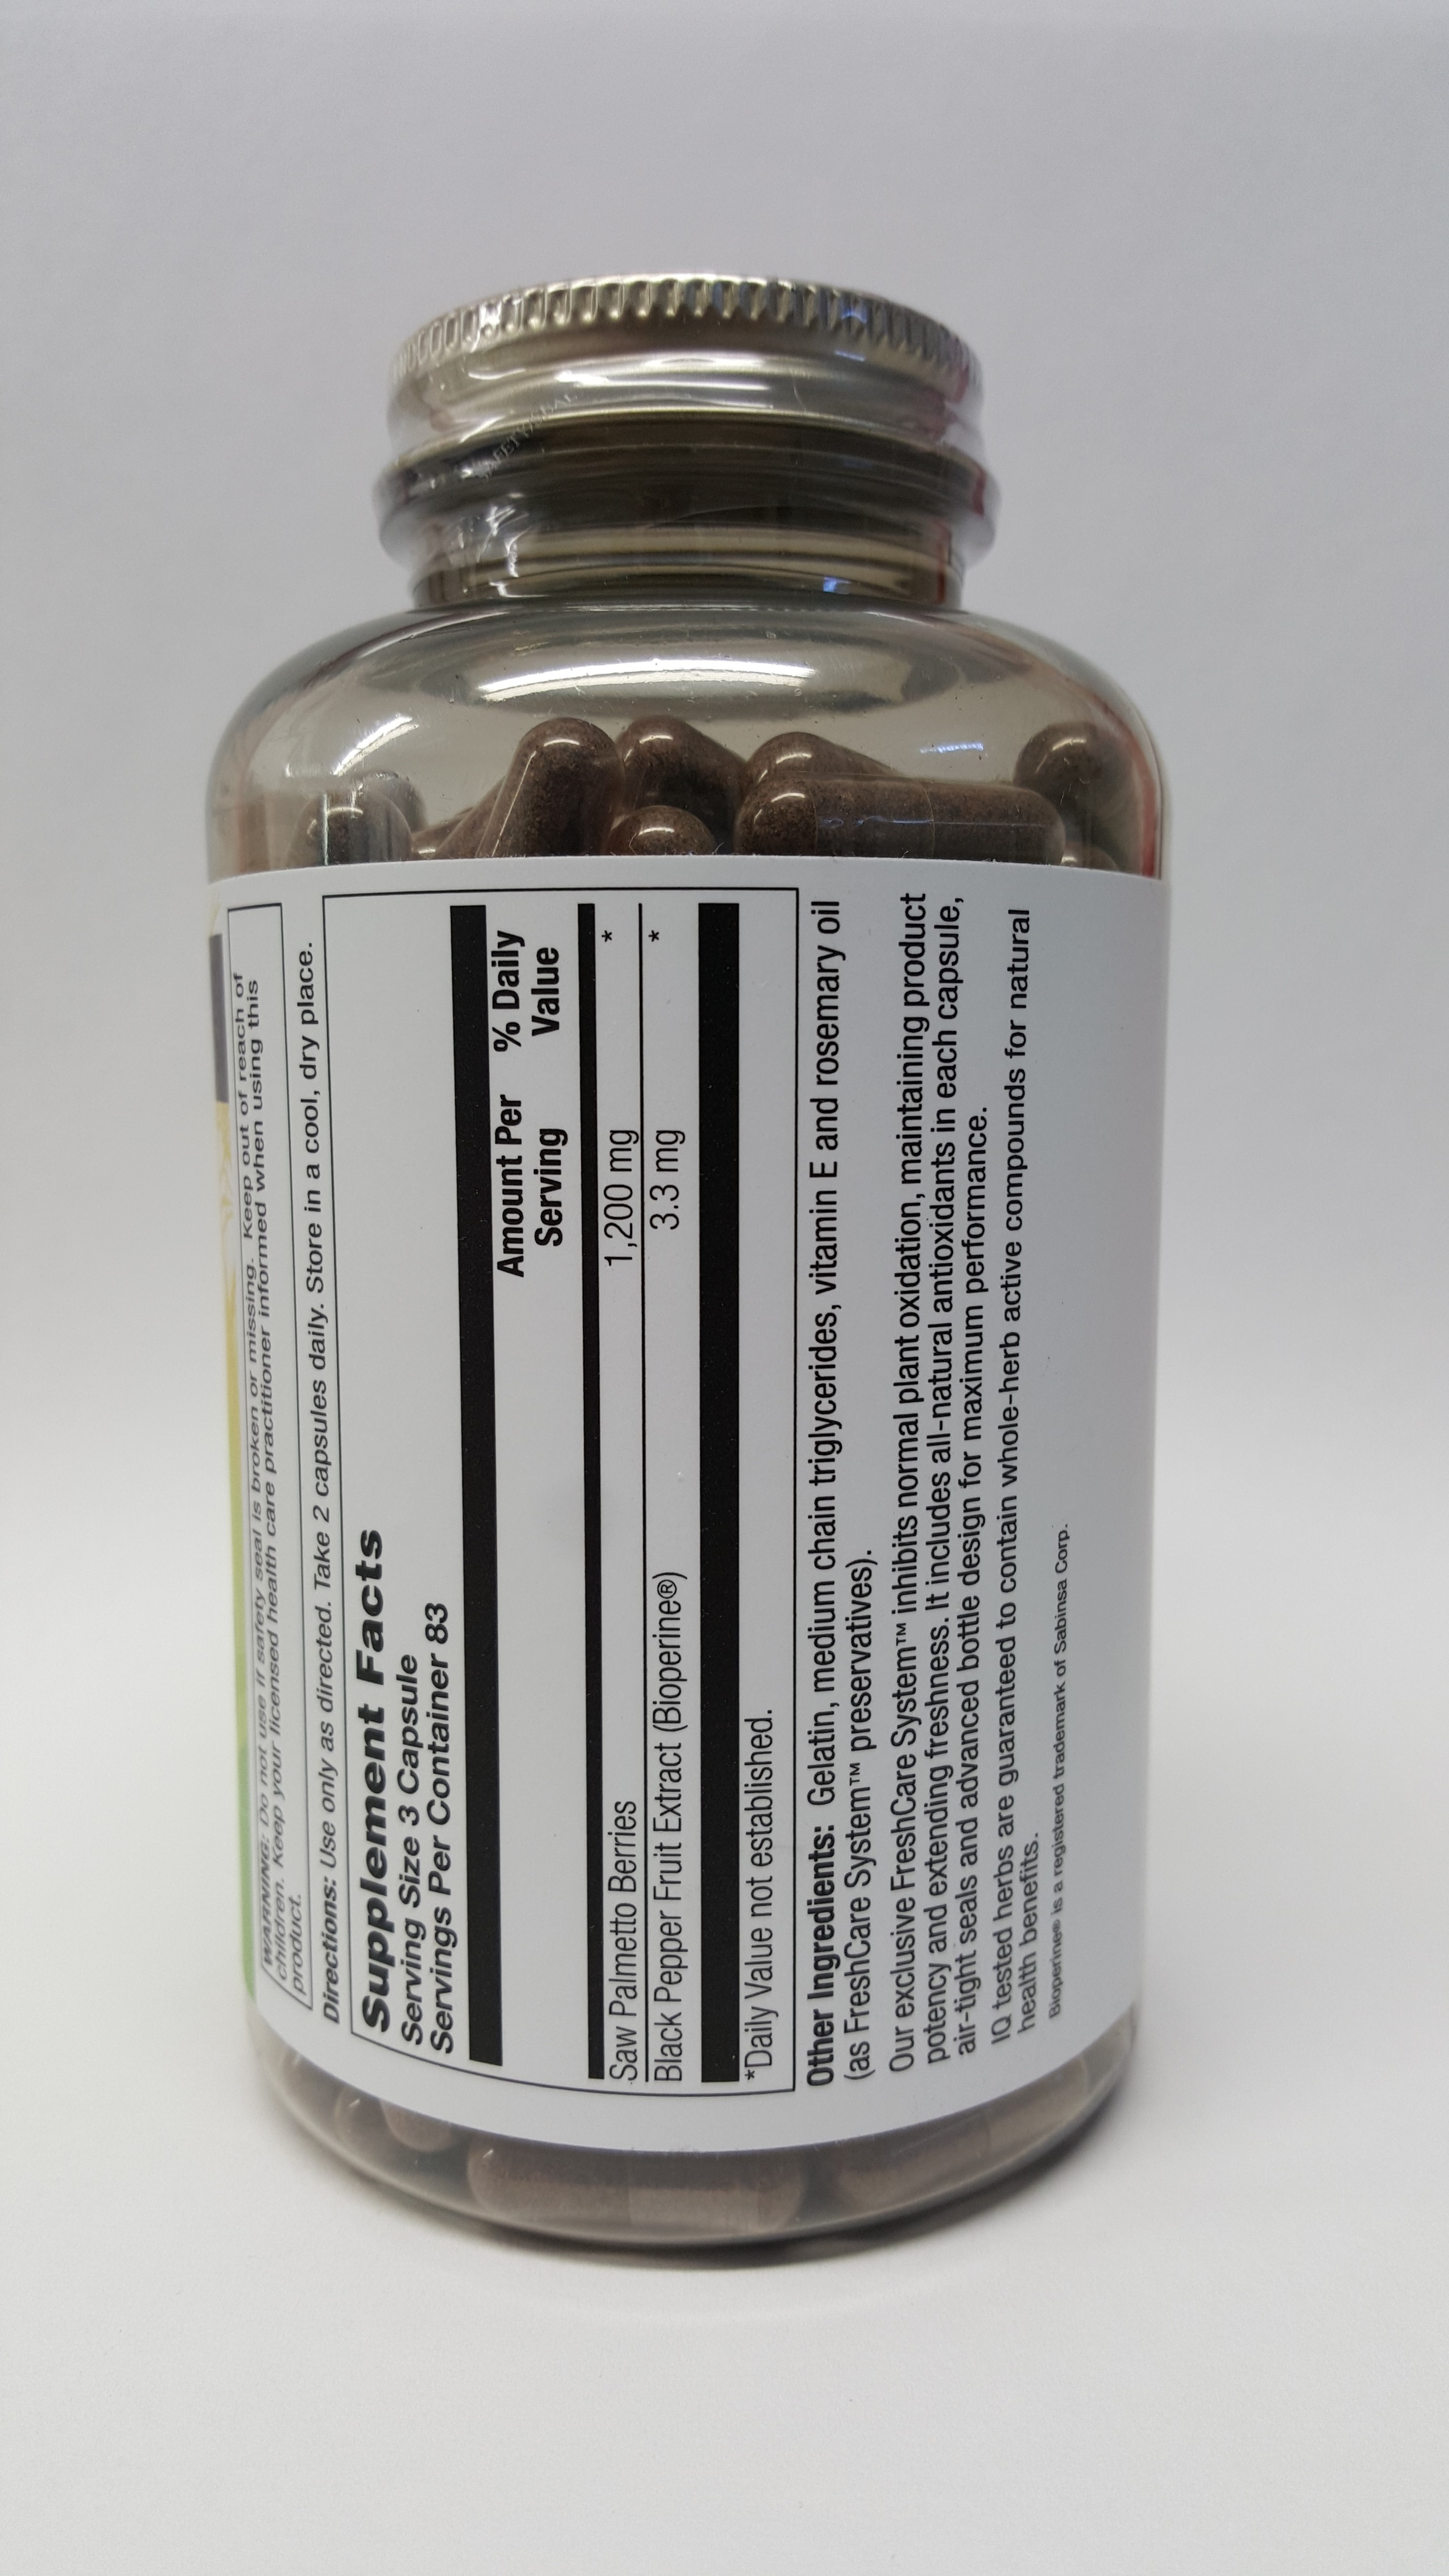 SAFETY SEAL
WARNING: Do not use if safety seal is broken or missing. Keep out of reach of
children. Keep your licensed health care practitioner informed when using this
product.
Directions: Use only as directed. Take 2 capsules daily. Store in a cool, dry place.
Supplement Facts
Serving Size 3 Capsule
Servings Per Container 83
Amount Per % Daily
Serving Value
Saw Palmetto Berries 1,200 mg *
Black Pepper Fruit Extract (Bioperine®) 3.3 mg *
*Daily Value not established.
Other Ingredients: Gelatin, medium chain triglycerides, vitamin E and rosemary oil
(as FreshCare System™ preservatives).
Our exclusive FreshCare System™ inhibits normal plant oxidation, maintaining product
potency and extending freshness. It includes all-natural antioxidants in each capsule,
air-tight seals and advanced bottle design for maximum performance.
IQ tested herbs are guaranteed to contain whole-herb active compounds for natural
health benefits.
Bioperine® is a registered trademark of Sabinsa Corp.